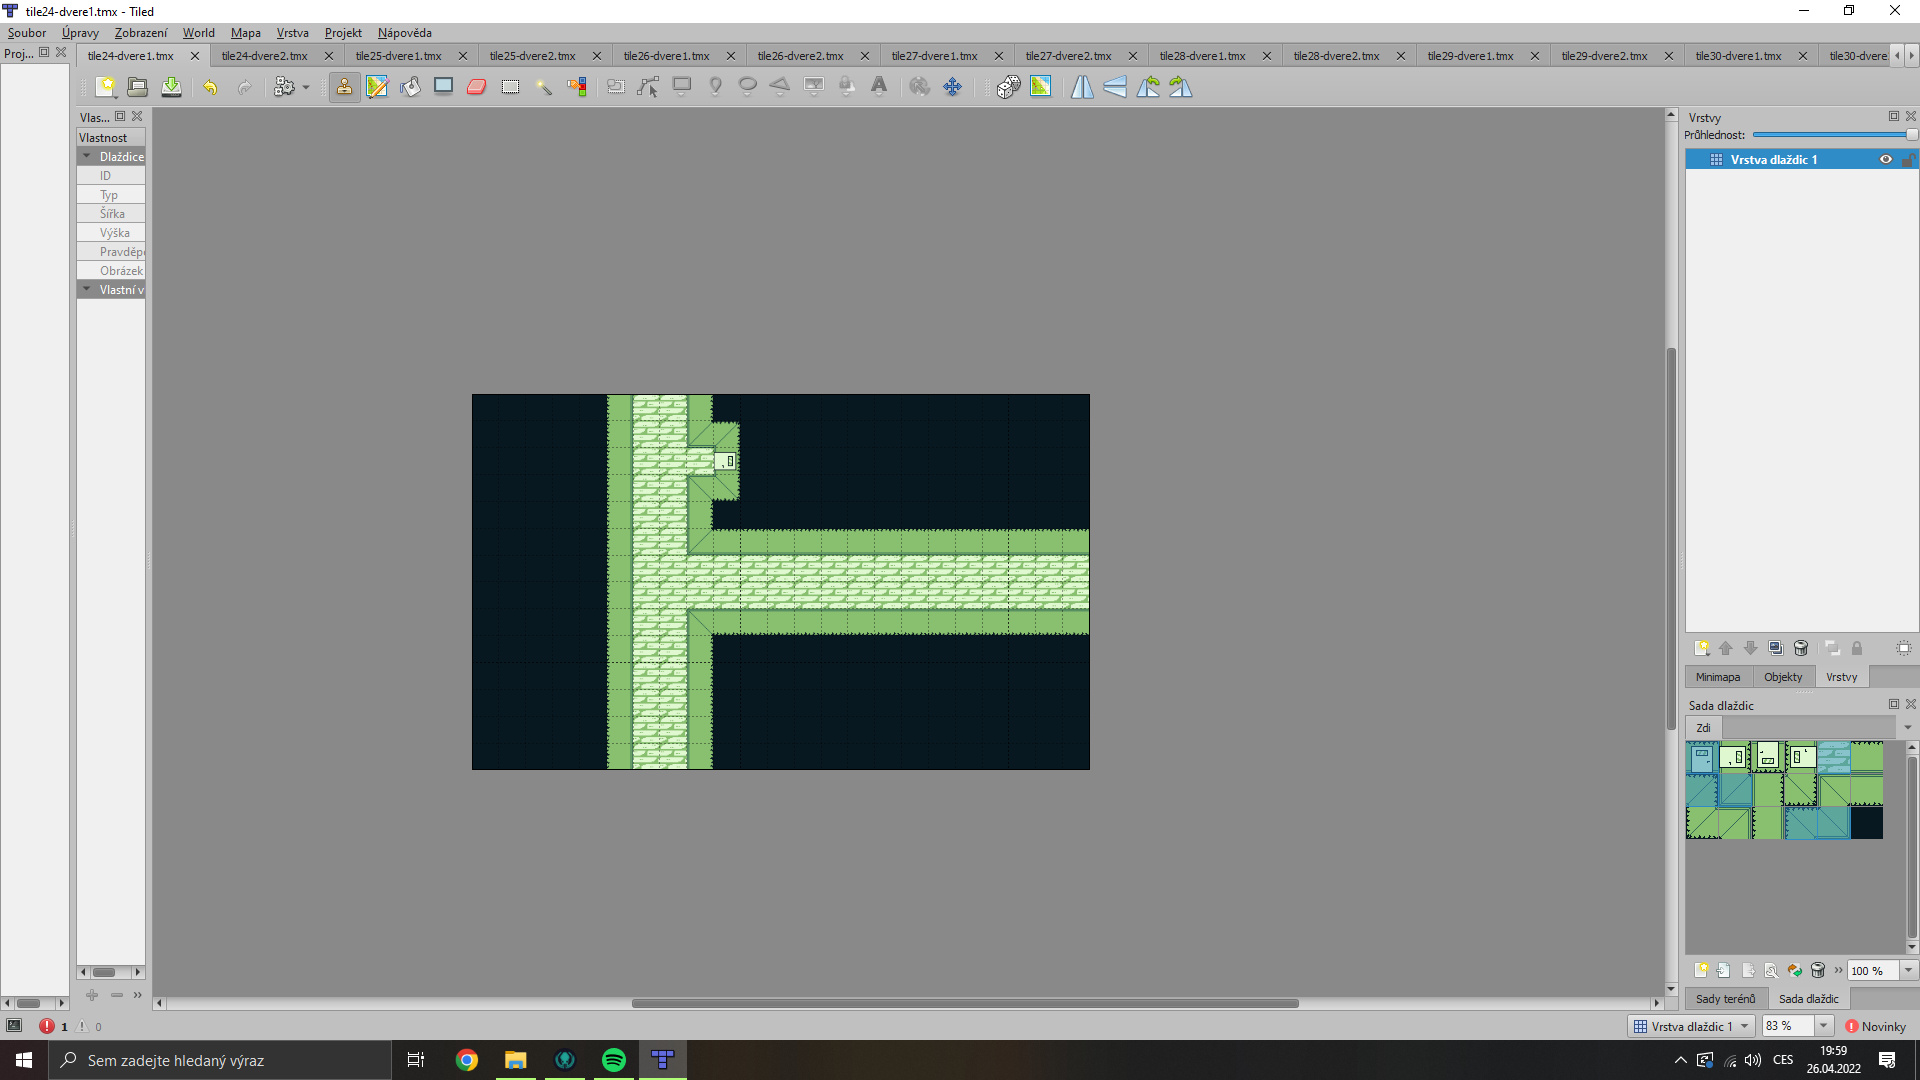 tile24-dvere1.tmx - Tiled
Soubor Úpravy Zobrazení World Mapa Vrstva Projekt Nápověda
Proj... tile24-dvere1.tmx tile24-dvere2.tmx tile25-dvere1.tmx tile25-dvere2.tmx tile26-dvere1.tmx tile26-dvere2.tmx tile27-dvere1.tmx tile27-dvere2.tmx tile28-dvere1.tmx tile28-dvere2.tmx tile29-dvere1.tmx tile29-dvere2.tmx tile30-dvere1.tmx tile30-dvere
Vlas...
Vlastnost
Dlaždice
ID
Typ
Šířka
Výška
Pravděp
Obrázek
Vlastní v
Vrstvy
Průhlednost:
Vrstva dlaždic 1
Minimapa Objekty Vrstvy
Sada dlaždic
Zdi
100 %
Sady terénů Sada dlaždic
1 0
Vrstva dlaždic 1 83 % Novinky
Sem zadejte hledaný výraz
CES
19:59
26.04.2022